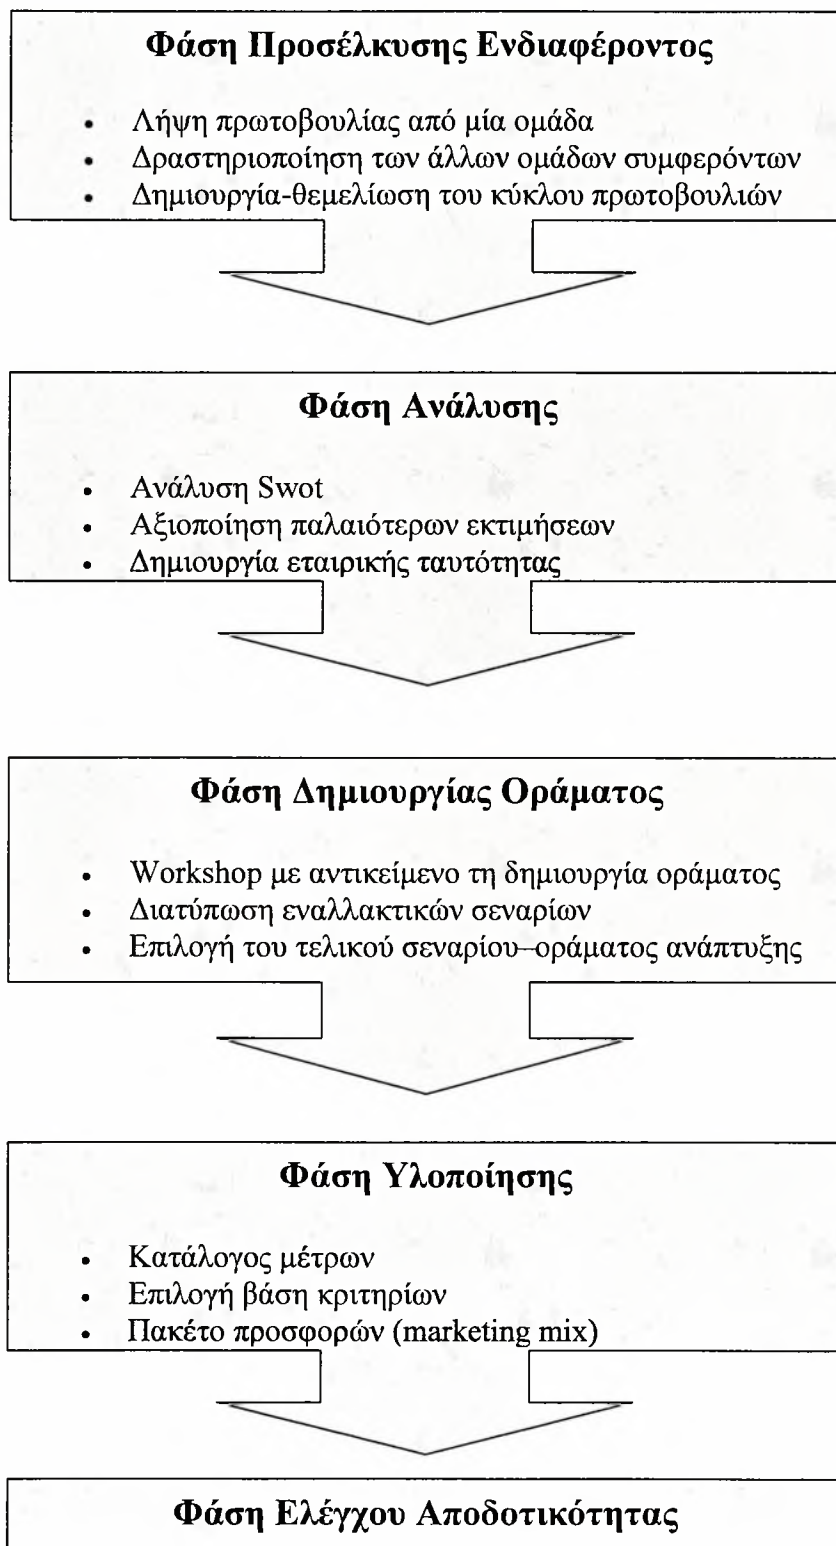 Φάση Προσέλκυσης Ενδιαφέροντος
• Λήψη πρωτοβουλίας από μία ομάδα
• Δραστηριοποίηση των άλλων ομάδων συμφερόντων
• Δημιουργία-θεμελίωση του κύκλου πρωτοβουλιών
Φάση Ανάλυσης
• Ανάλυση Swot
• Αξιοποίηση παλαιότερων εκτιμήσεων
• Δημιουργία εταιρικής ταυτότητας
Φάση Δημιουργίας Οράματος
• Workshop με αντικείμενο τη δημιουργία οράματος
• Διατύπωση εναλλακτικών σεναρίων
• Επιλογή του τελικού σεναρίου–οράματος ανάπτυξης
Φάση Υλοποίησης
• Κατάλογος μέτρων
• Επιλογή βάση κριτηρίων
• Πακέτο προσφορών (marketing mix)
Φάση Ελέγχου Αποδοτικότητας